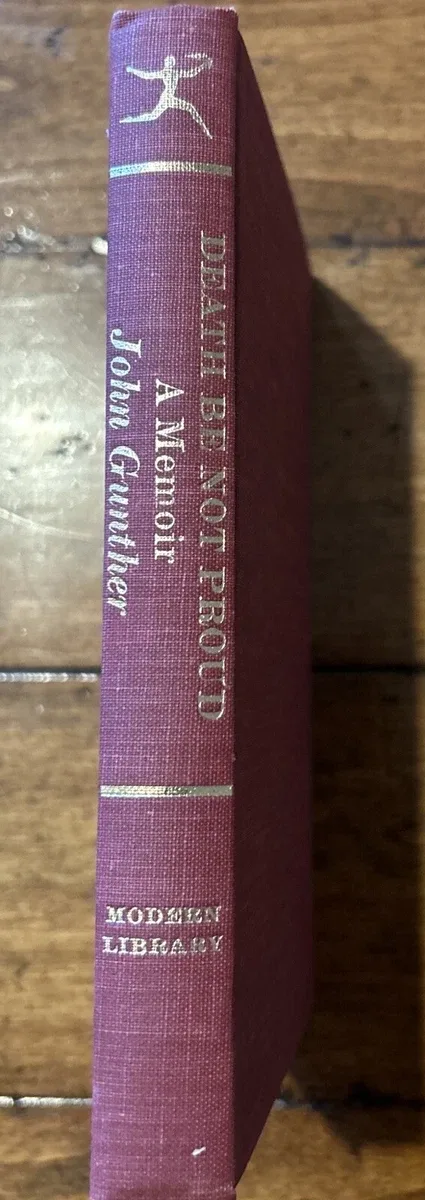 DEATH BE NOT PROUD
A Memoir
John Gunther
MODERN
LIBRARY